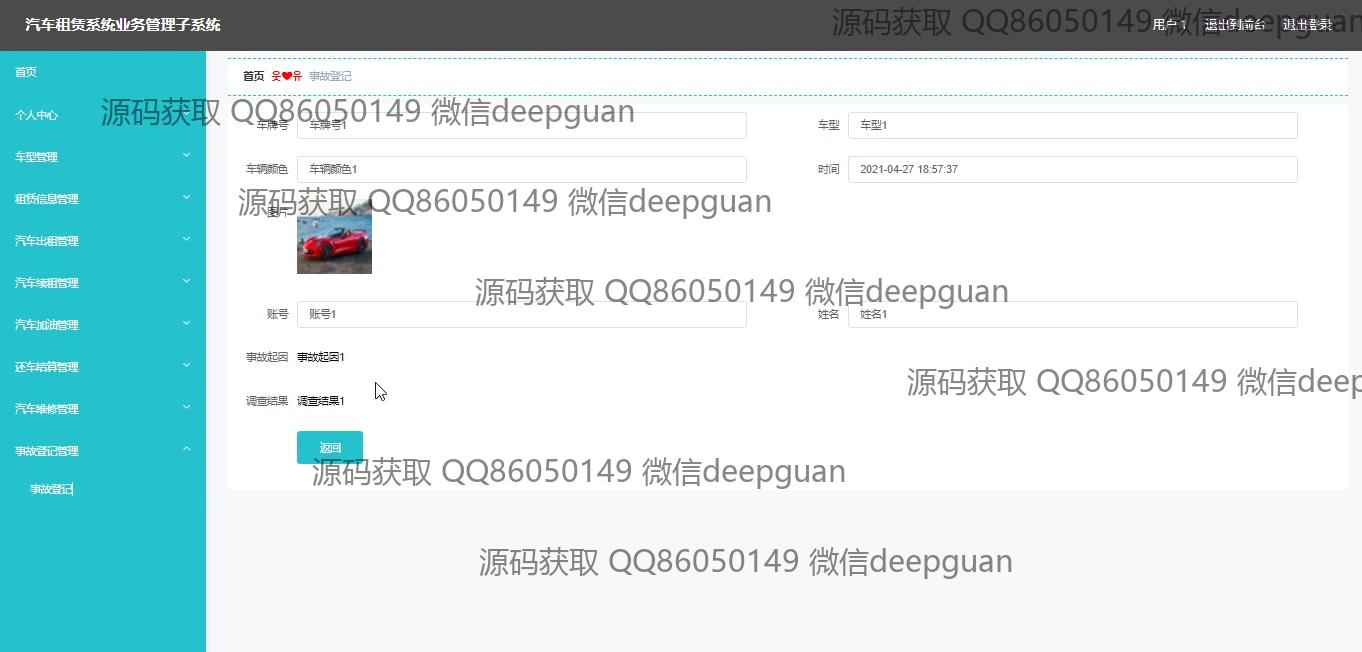 汽车租赁系统业务管理子系统
用户 1 退出到前台 退出登录
源码获取 QQ86050149 微信deepguan
首页
个人中心
车型管理
租赁信息管理
汽车出租管理
汽车续租管理
汽车加油管理
还车结算管理
汽车维修管理
事故登记管理
事故登记
首页 웃❤유 事故登记
源码获取 QQ86050149 微信deepguan
车牌号 车牌号1 车型 车型1
车辆颜色 车辆颜色1 时间 2021-04-27 18:57:37
源码获取 QQ86050149 微信deepguan
图片
源码获取 QQ86050149 微信deepguan
账号 账号1 姓名 姓名1
事故起因 事故起因1
源码获取 QQ86050149 微信deep
调查结果 调查结果1
返回
源码获取 QQ86050149 微信deepguan
源码获取 QQ86050149 微信deepguan